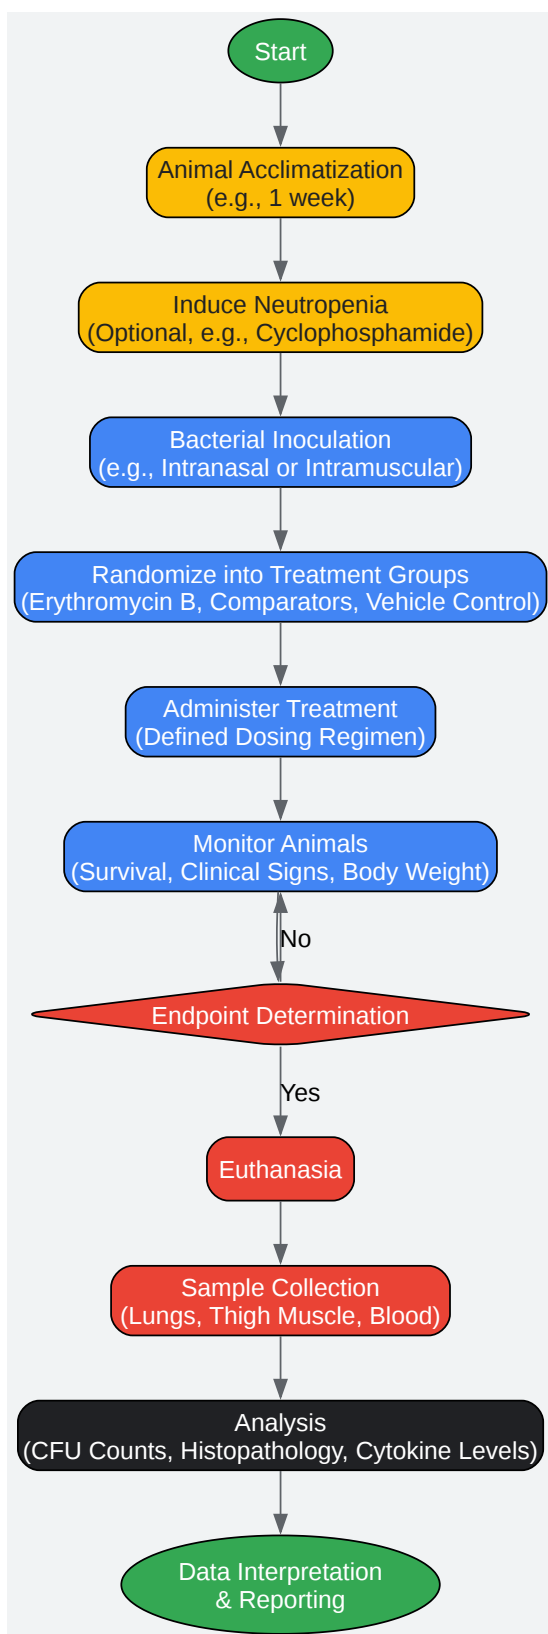 Start
Animal Acclimatization
(e.g., 1 week)
Induce Neutropenia
(Optional, e.g., Cyclophosphamide)
Bacterial Inoculation
(e.g., Intranasal or Intramuscular)
Randomize into Treatment Groups
(Erythromycin B, Comparators, Vehicle Control)
Administer Treatment
(Defined Dosing Regimen)
Monitor Animals
(Survival, Clinical Signs, Body Weight)
No
Endpoint Determination
Yes
Euthanasia
Sample Collection
(Lungs, Thigh Muscle, Blood)
Analysis
(CFU Counts, Histopathology, Cytokine Levels)
Data Interpretation
& Reporting